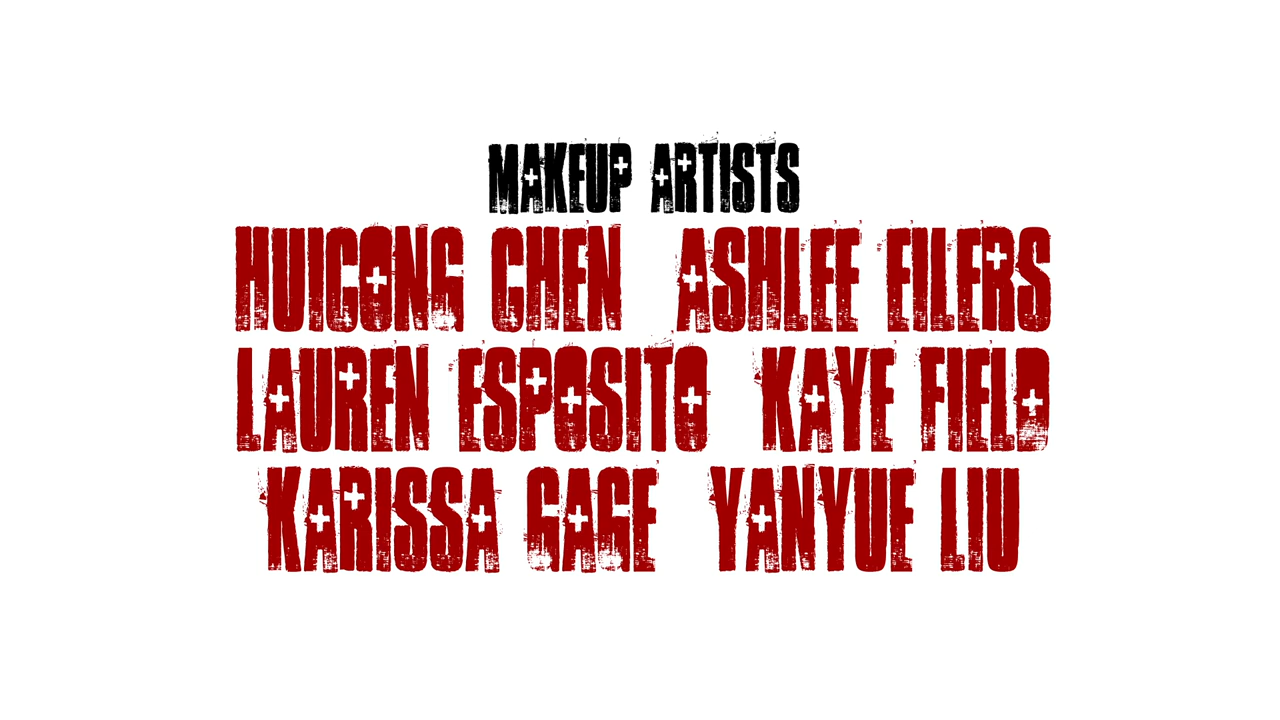 MAKEUP ARTISTS
HUICONG CHEN ASHLEE EILERS
LAUREN ESPOSITO KAYE FIELD
KARISSA GAGE YANYUE LIU